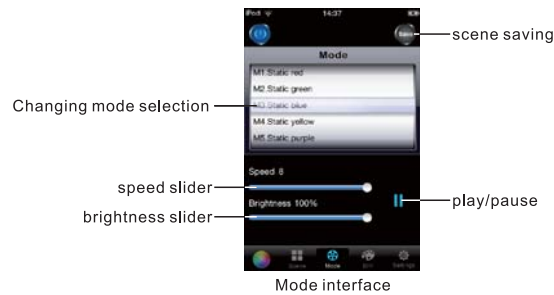 iPod 14:37
Save
scene saving
Mode
M1.Static red
M2.Static green
Changing mode selection
M3.Static blue
M4.Static yellow
M5.Static purple
Speed 8
speed slider
play/pause
Brightness 100%
brightness slider
Scene Mode DIY Settings
Mode interface